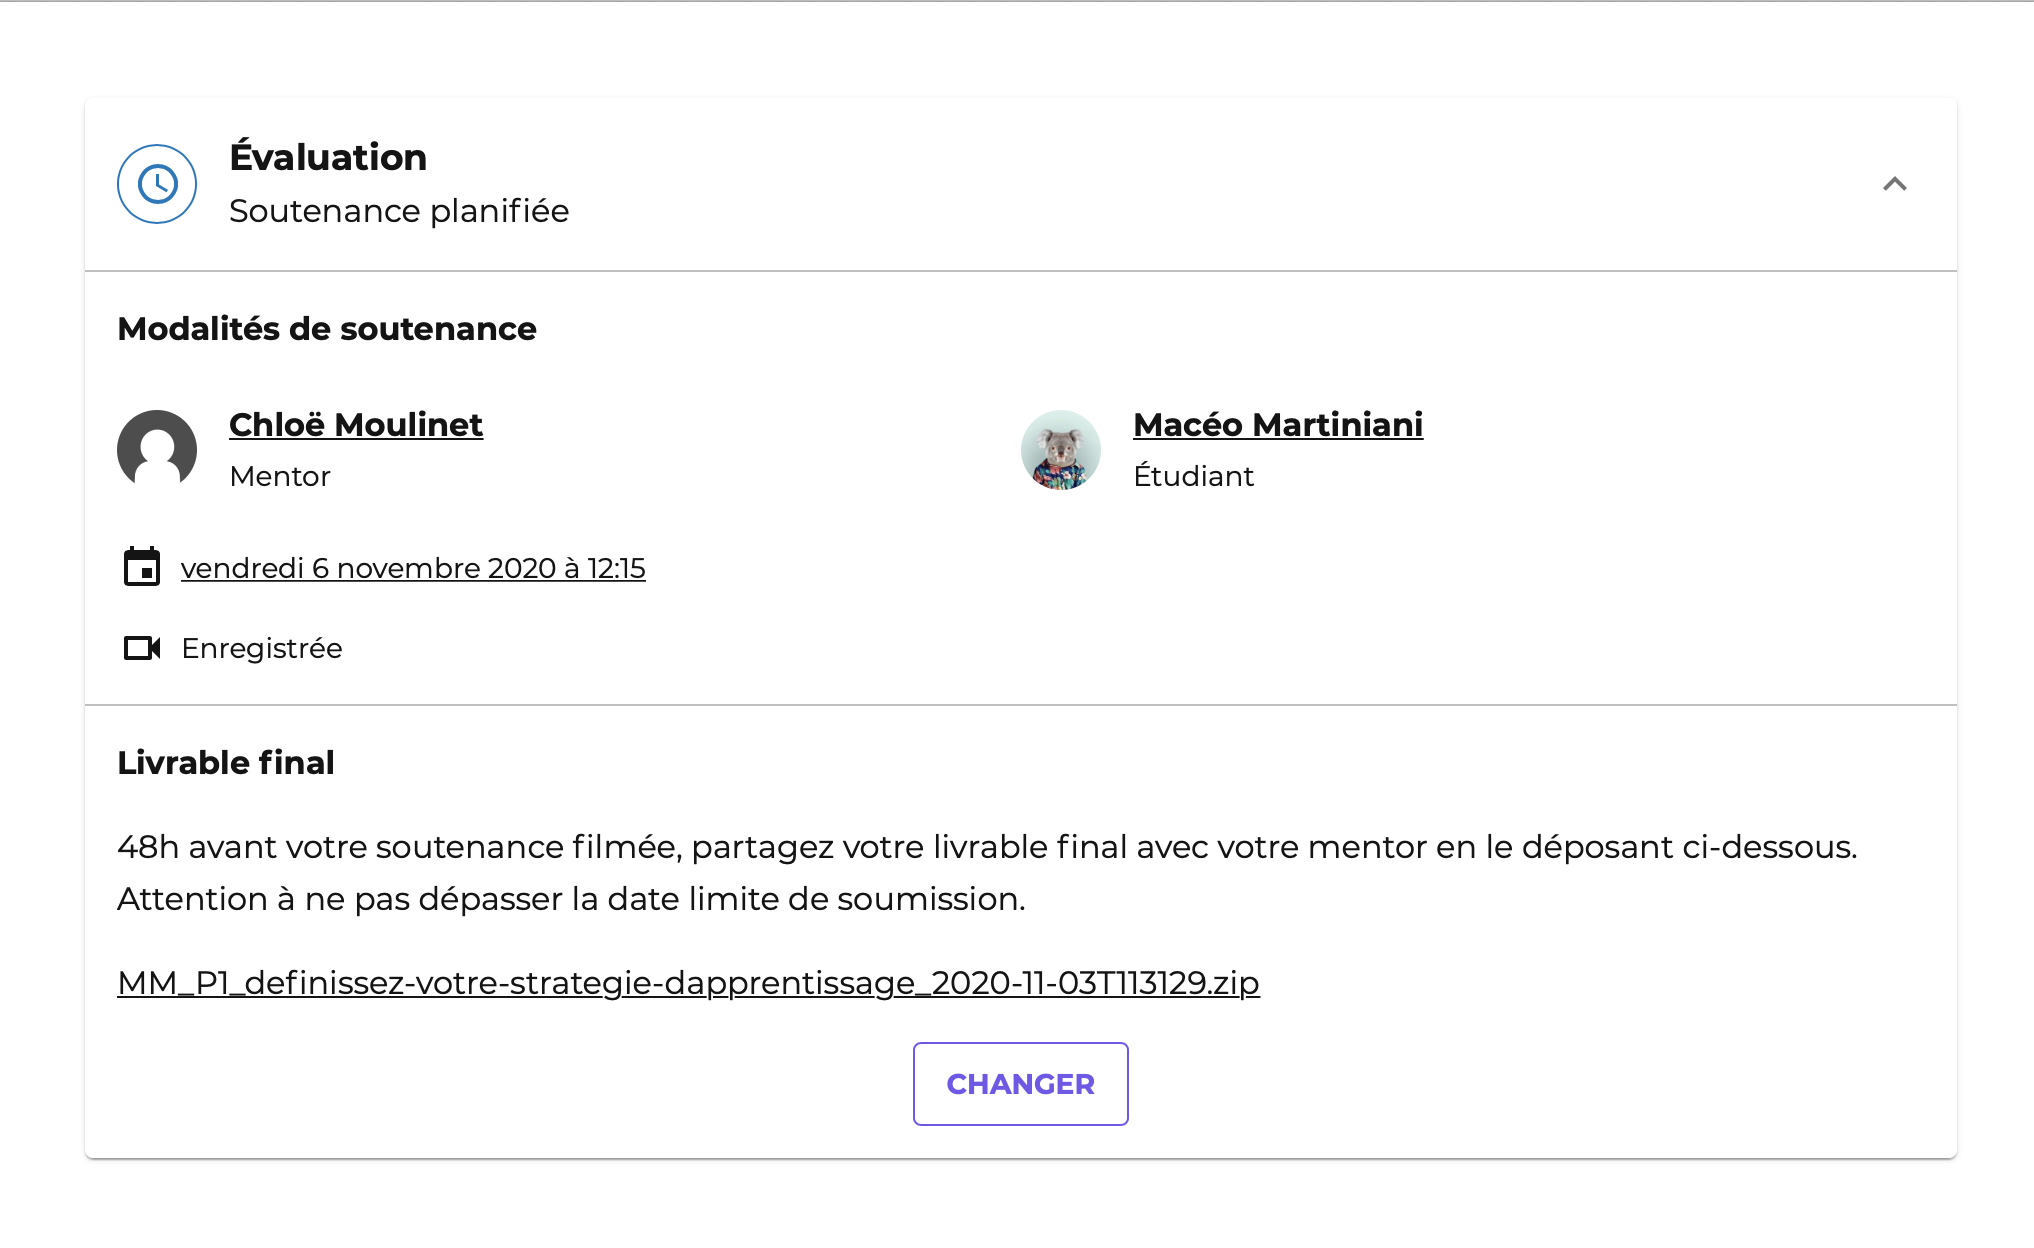 Évaluation
Soutenance planifiée
Modalités de soutenance
Chloë Moulinet
Mentor
Macéo Martiniani
Étudiant
vendredi 6 novembre 2020 à 12:15
Enregistrée
Livrable final
48h avant votre soutenance filmée, partagez votre livrable final avec votre mentor en le déposant ci-dessous.
Attention à ne pas dépasser la date limite de soumission.
MM_P1_definissez-votre-strategie-dapprentissage_2020-11-03T113129.zip
CHANGER